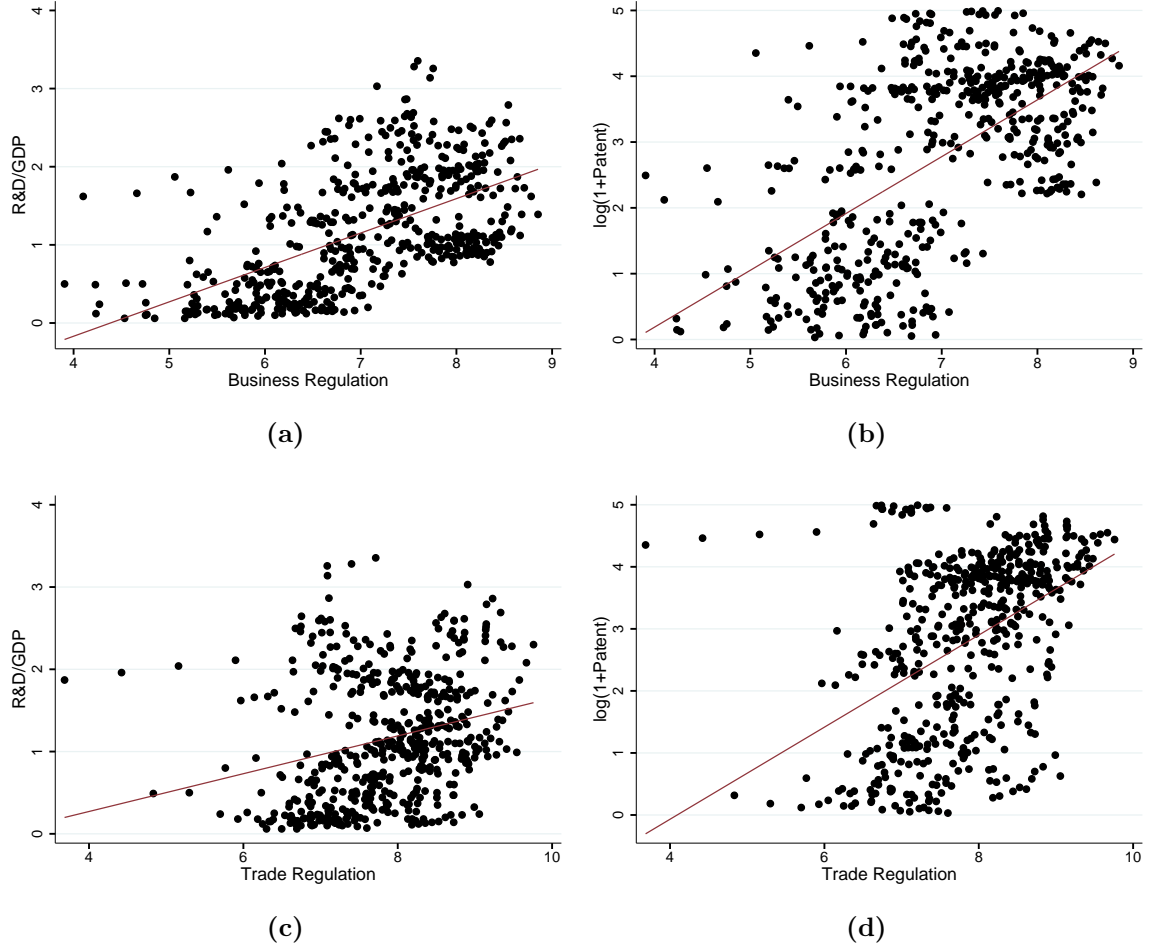 R&D/GDP
4
3
2
1
0
4 5 6 7 8 9
Business Regulation
(a)
log(1+Patent)
5
4
3
2
1
0
4 5 6 7 8 9
Business Regulation
(b)
R&D/GDP
4
3
2
1
0
4 6 8 10
Trade Regulation
(c)
log(1+Patent)
5
4
3
2
1
0
4 6 8 10
Trade Regulation
(d)